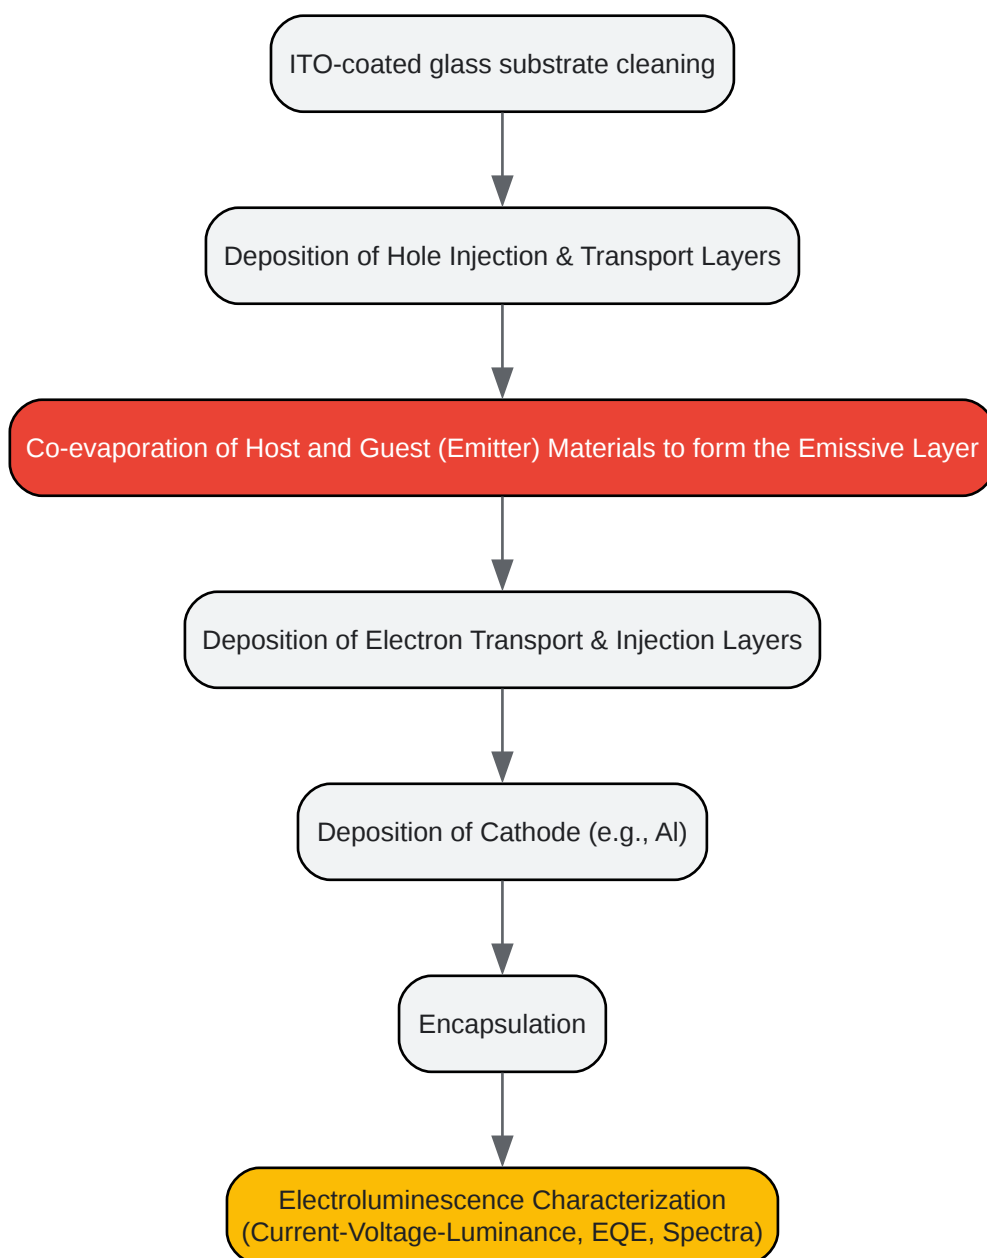 ITO-coated glass substrate cleaning
Deposition of Hole Injection & Transport Layers
Co-evaporation of Host and Guest (Emitter) Materials to form the Emissive Layer
Deposition of Electron Transport & Injection Layers
Deposition of Cathode (e.g., Al)
Encapsulation
Electroluminescence Characterization
(Current-Voltage-Luminance, EQE, Spectra)